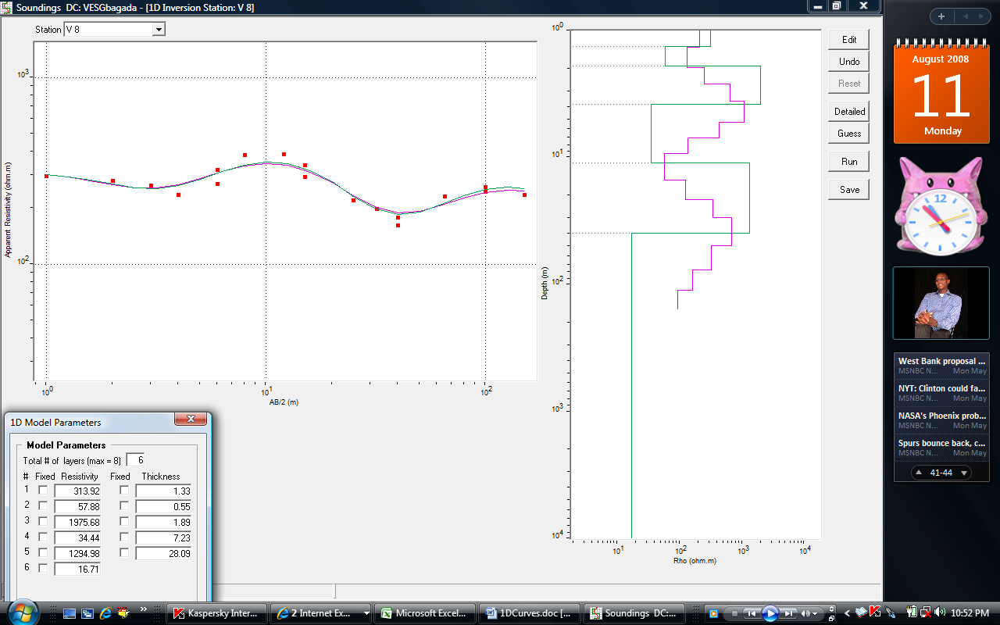 Soundings DC: VESGbagada - [1D Inversion Station: V 8]
Station V 8
Apparent Resistivity (ohm.m)
10^3
10^2
10^0 10^1 10^2
AB/2 (m)
Depth (m)
10^0
10^1
10^2
10^3
10^4
10^1 10^2 10^3 10^4
Rho (ohm.m)
Edit
Undo
Reset
Detailed
Guess
Run
Save
1D Model Parameters
Model Parameters
Total # of layers (max = 8) 6
# Fixed Resistivity Fixed Thickness
1 313.92 1.33
2 57.88 0.55
3 1975.68 1.89
4 34.44 7.23
5 1294.98 28.09
6 16.71
August 2008
11
Monday
12
West Bank proposal ...
MSNBC N... Mon May
NYT: Clinton could fa...
MSNBC N... Mon May
NASA's Phoenix prob...
MSNBC N... Mon May
Spurs bounce back, c...
MSNBC N... Mon May
41-44
Kaspersky Inter... 2 Internet Ex... Microsoft Excel... 1DCurves.doc [... Soundings DC:... 10:52 PM